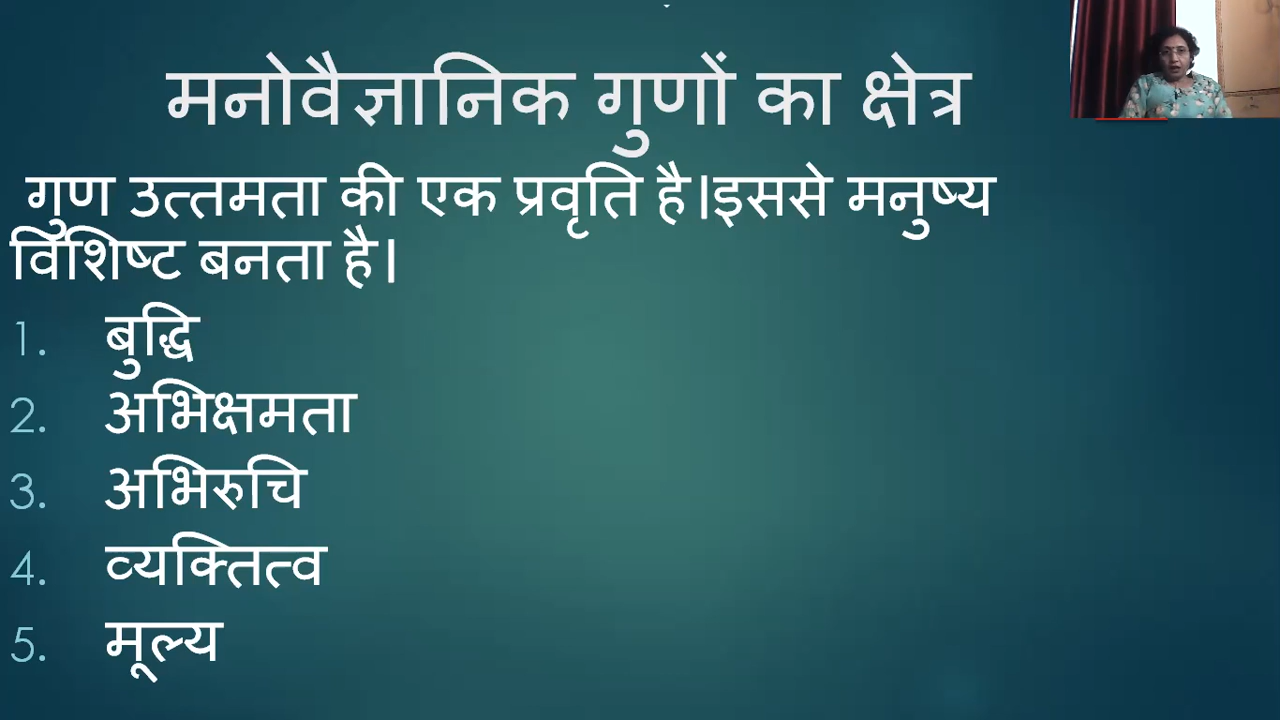 मनोवैज्ञानिक गुणों का क्षेत्र
गुण उत्तमता की एक प्रवृति है।इससे मनुष्य
विशिष्ट बनता है।
1. बुद्धि
2. अभिक्षमता
3. अभिरुचि
4. व्यक्तित्व
5. मूल्य